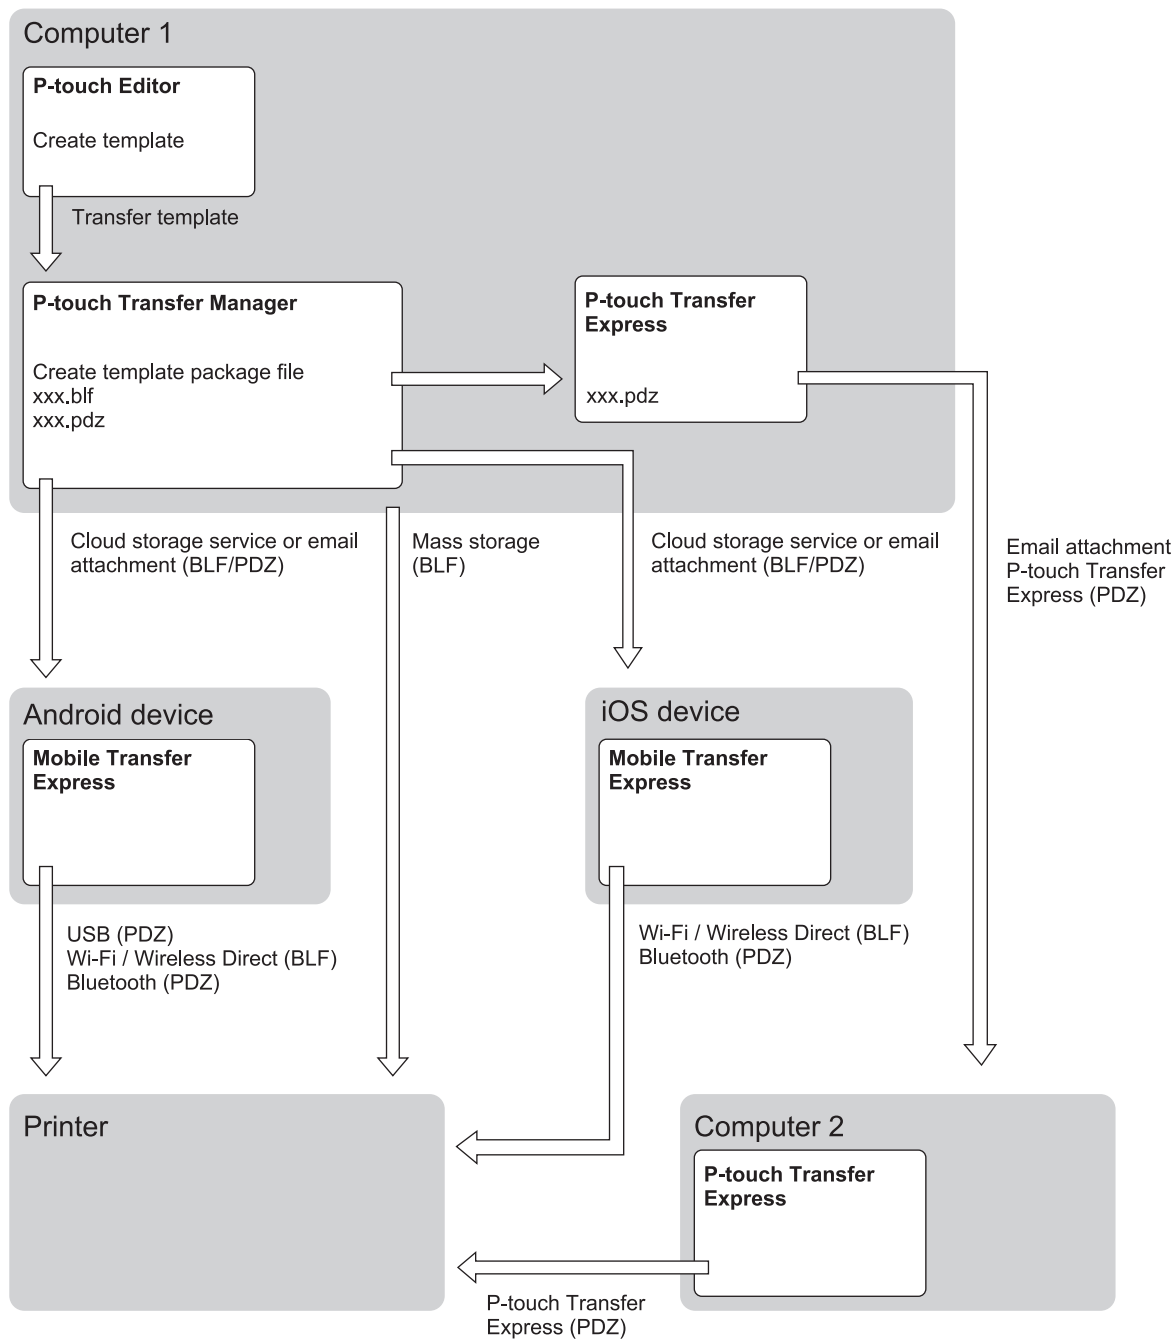 Computer 1
P-touch Editor
Create template
Transfer template
P-touch Transfer Manager
Create template package file
xxx.blf
xxx.pdz
P-touch Transfer
Express
xxx.pdz
Cloud storage service or email
attachment (BLF/PDZ)
Mass storage
(BLF)
Cloud storage service or email
attachment (BLF/PDZ)
Email attachment
P-touch Transfer
Express (PDZ)
Android device
Mobile Transfer
Express
iOS device
Mobile Transfer
Express
USB (PDZ)
Wi-Fi / Wireless Direct (BLF)
Bluetooth (PDZ)
Wi-Fi / Wireless Direct (BLF)
Bluetooth (PDZ)
Printer
Computer 2
P-touch Transfer
Express
P-touch Transfer
Express (PDZ)